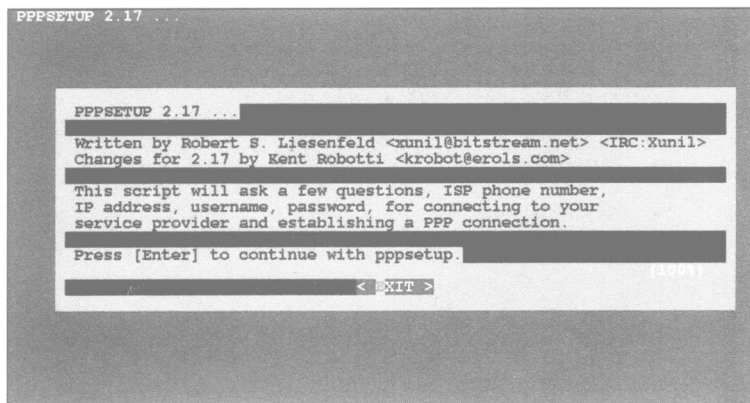 PPPSETUP 2.17 ...
PPPSETUP 2.17 ...
Written by Robert S. Liesenfeld <xunil@bitstream.net> <IRC:Xunil>
Changes for 2.17 by Kent Robotti <krobot@erols.com>
This script will ask a few questions, ISP phone number,
IP address, username, password, for connecting to your
service provider and establishing a PPP connection.
Press [Enter] to continue with pppsetup.
(100%)
< EXIT >